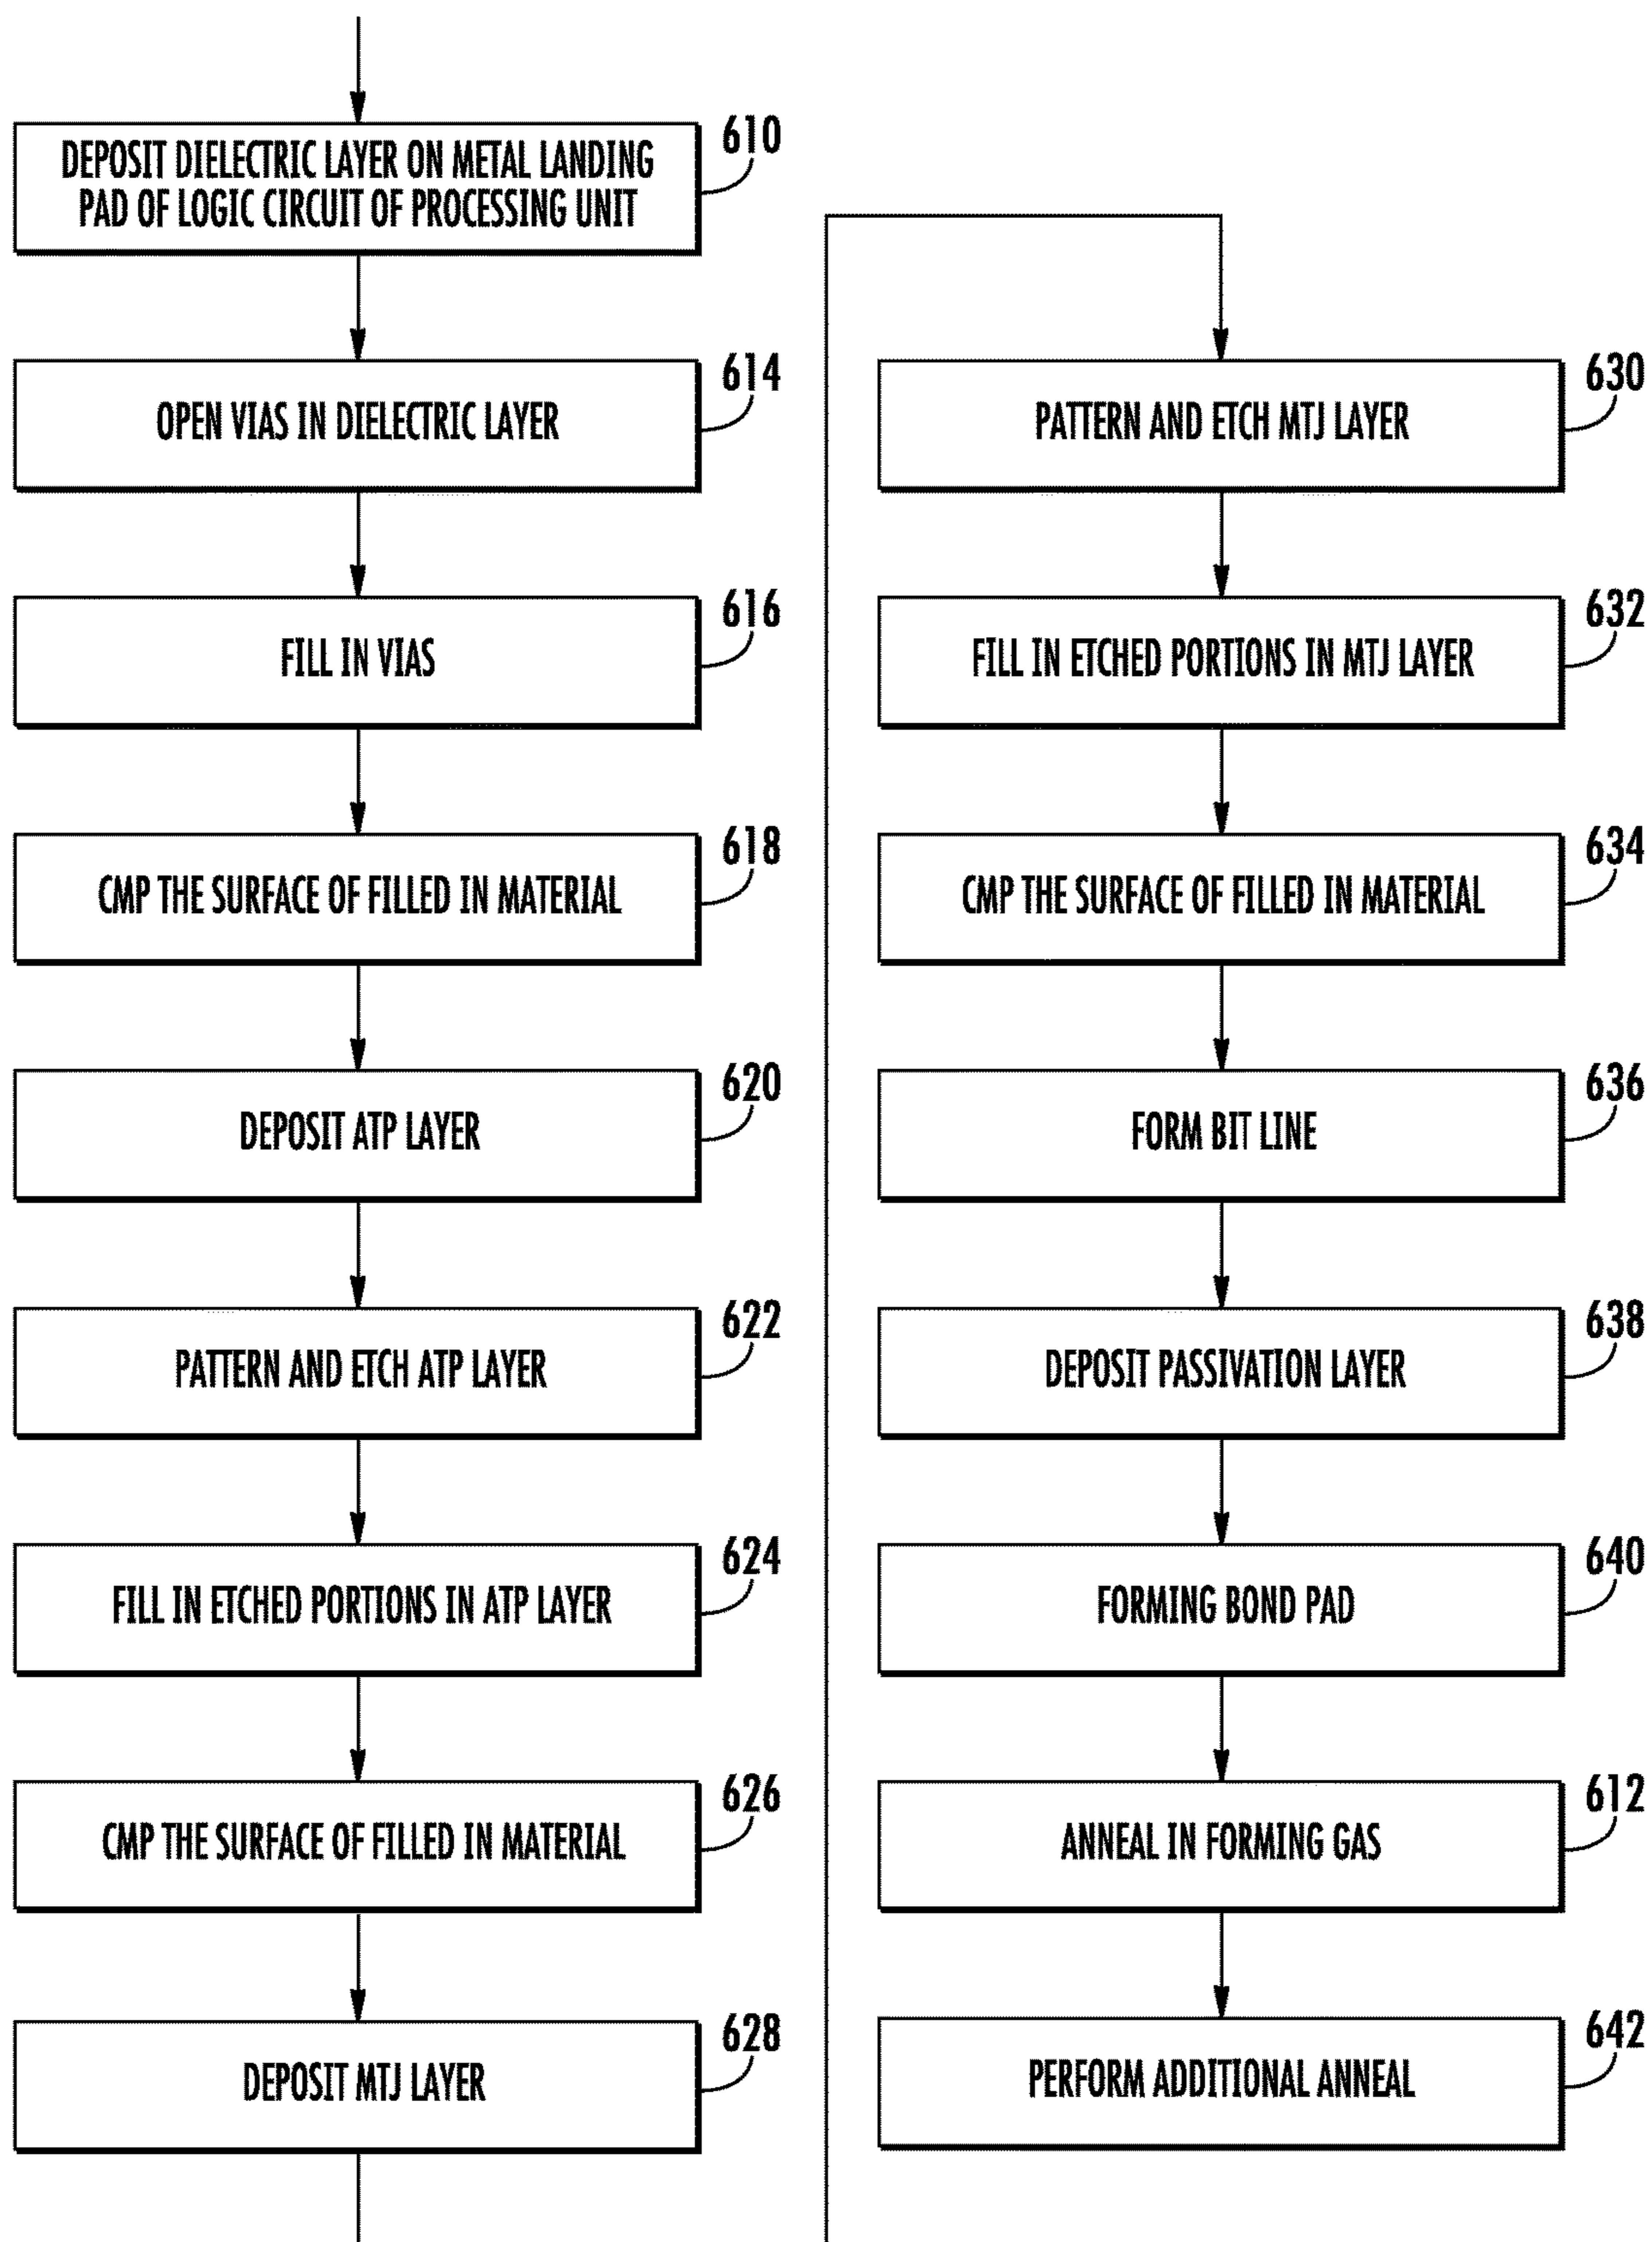 610
DEPOSIT DIELECTRIC LAYER ON METAL LANDING
PAD OF LOGIC CIRCUIT OF PROCESSING UNIT
614
OPEN VIAS IN DIELECTRIC LAYER
616
FILL IN VIAS
618
CMP THE SURFACE OF FILLED IN MATERIAL
620
DEPOSIT ATP LAYER
622
PATTERN AND ETCH ATP LAYER
624
FILL IN ETCHED PORTIONS IN ATP LAYER
626
CMP THE SURFACE OF FILLED IN MATERIAL
628
DEPOSIT MTJ LAYER
630
PATTERN AND ETCH MTJ LAYER
632
FILL IN ETCHED PORTIONS IN MTJ LAYER
634
CMP THE SURFACE OF FILLED IN MATERIAL
636
FORM BIT LINE
638
DEPOSIT PASSIVATION LAYER
640
FORMING BOND PAD
612
ANNEAL IN FORMING GAS
642
PERFORM ADDITIONAL ANNEAL